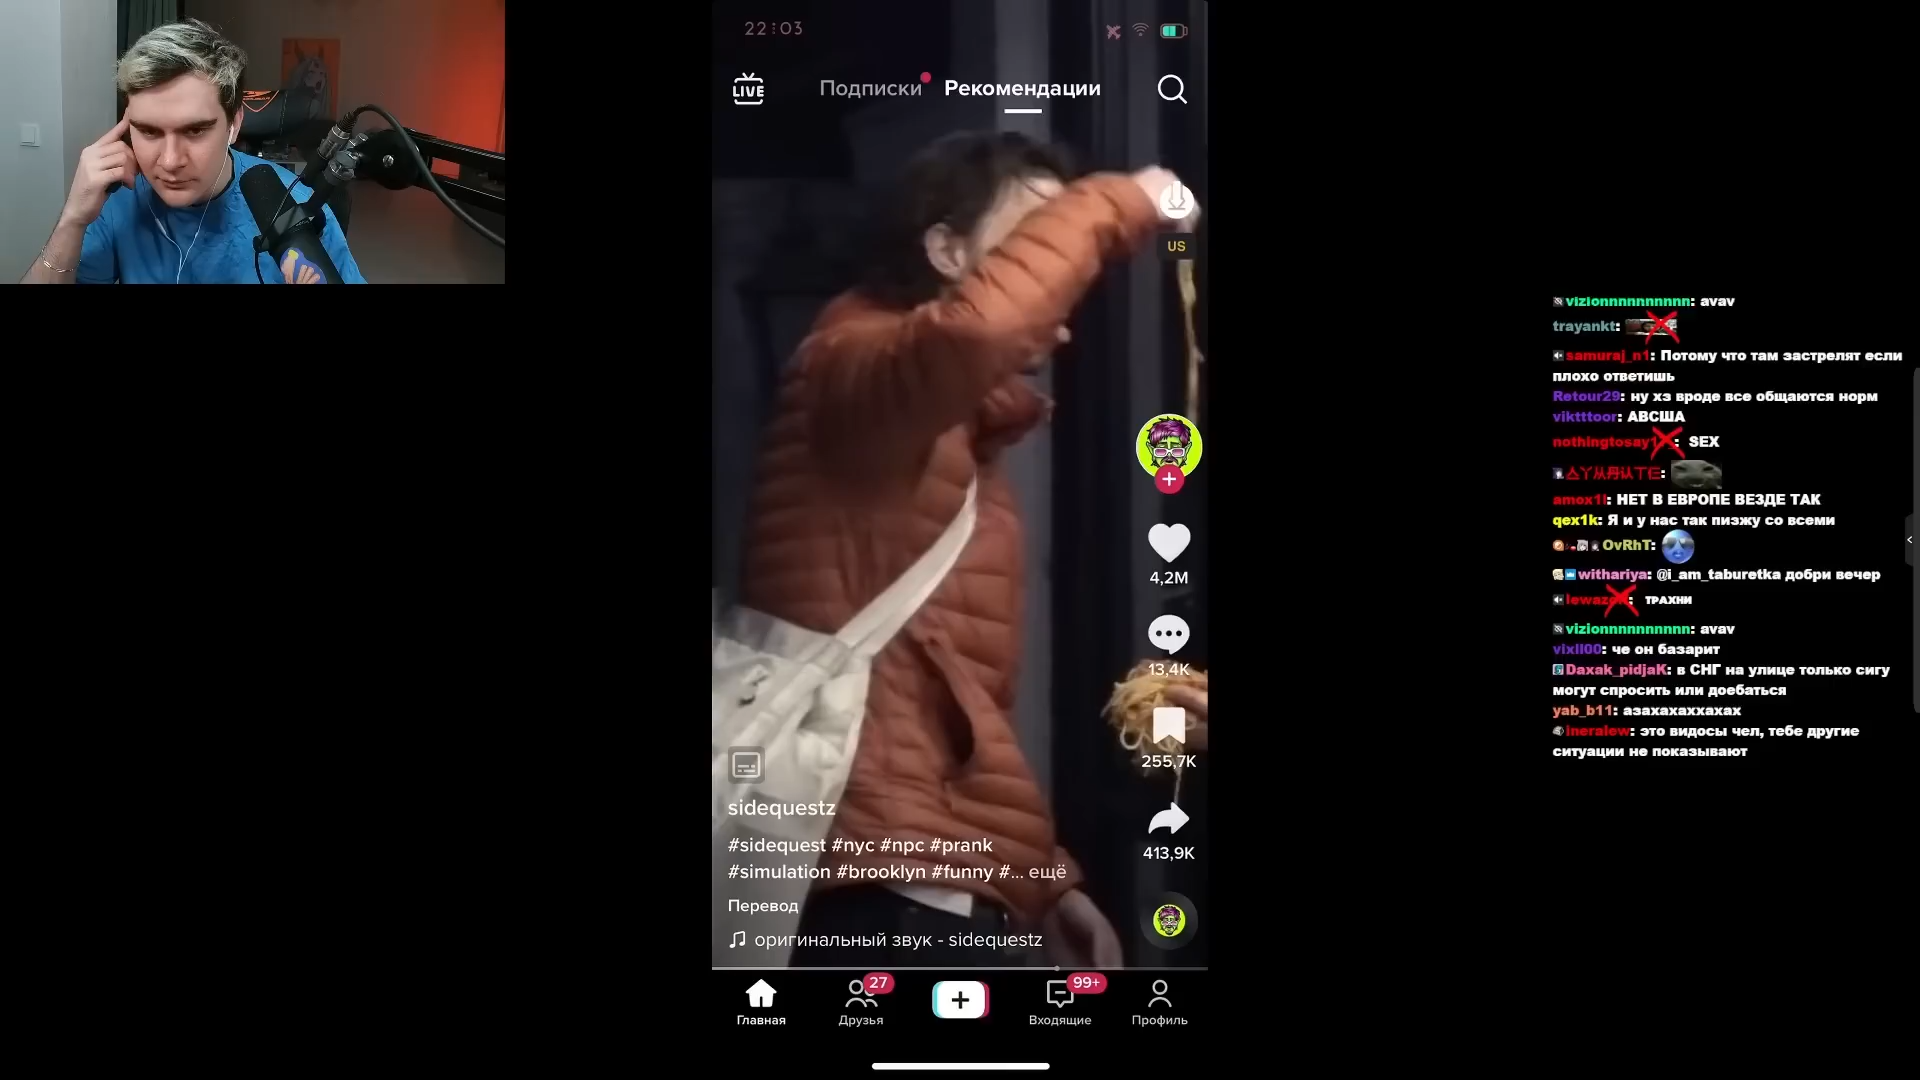 22:03
LIVE
Подписки
Рекомендации
US
4,2M
13,4K
255,7K
413,9K
sidequestz
#sidequest #nyc #npc #prank
#simulation #brooklyn #funny #... ещё
Перевод
оригинальный звук - sidequestz
Главная
27
Друзья
99+
Входящие
Профиль
vizionnnnnnnnnn: avav
trayankt:
samuraj_n1: Потому что там застрелят если
плохо ответишь
Retour29: ну хз вроде все общаются норм
vikttoor: АВСША
SEX
amox1l: НЕТ В ЕВРОПЕ ВЕЗДЕ ТАК
qex1k: Я и у нас так пизжу со всеми
OvRhT:
withariya: @i_am_taburetka добри вечер
ТРАХНИ
vizionnnnnnnnnn: avav
vixll00: че он базарит
Daxak_pidjaK: в СНГ на улице только сигу
могут спросить или доебаться
yab_b11: азахахаххахах
ineralow: это видосы чел, тебе другие
ситуации не показывают